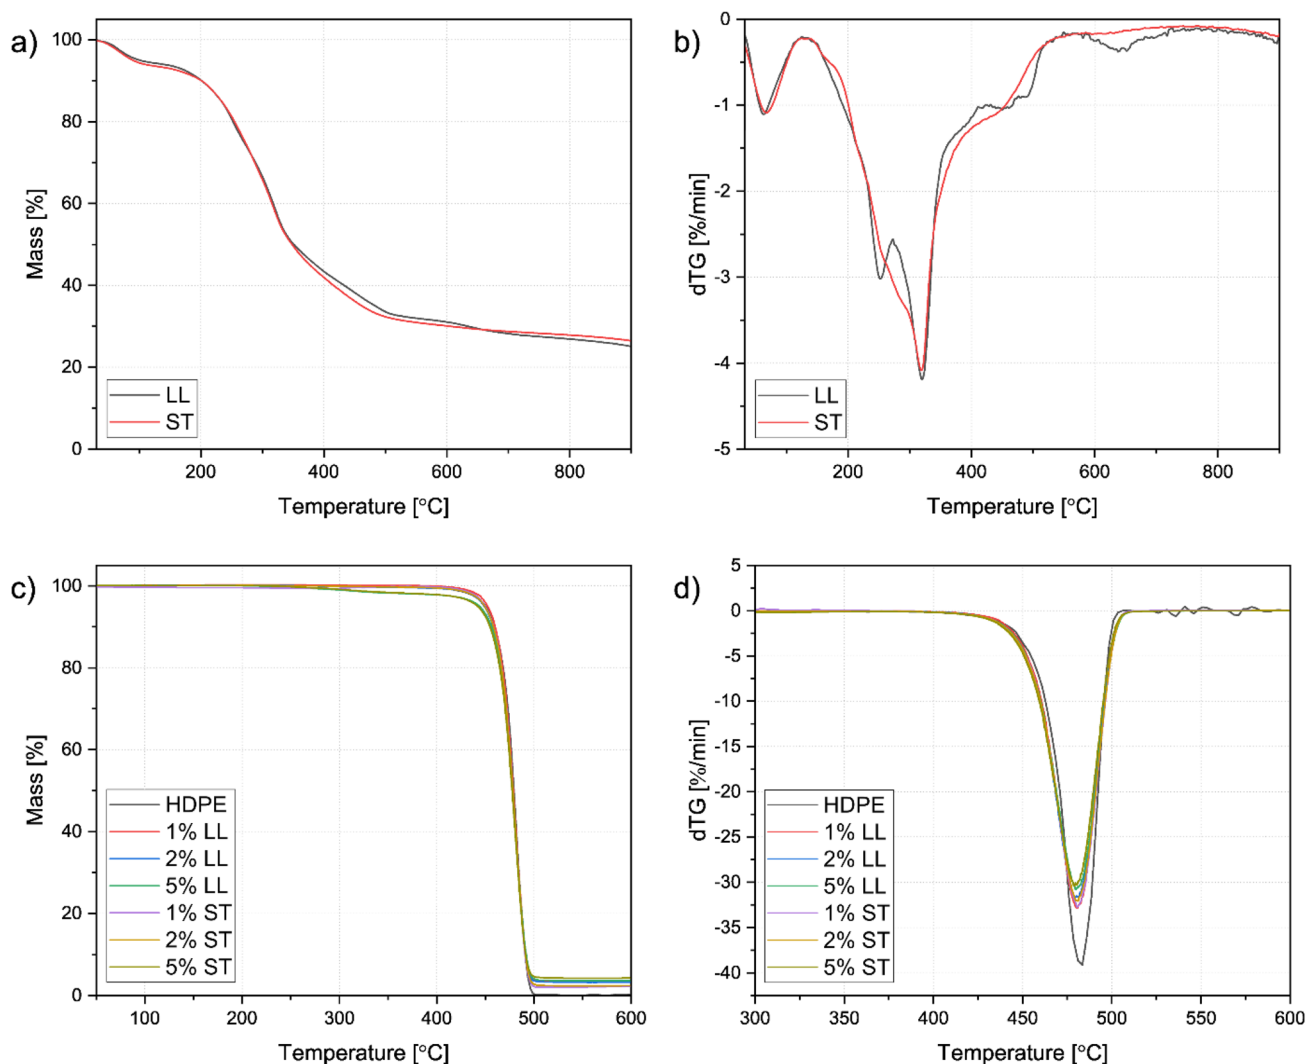 a)
100
80
60
40
20
0
Mass [%]
LL
ST
200
400
600
800
Temperature [°C]
b)
0
-1
-2
-3
-4
-5
dTG [%/min]
LL
ST
200
400
600
800
Temperature [°C]
c)
100
80
60
40
20
0
Mass [%]
HDPE
1% LL
2% LL
5% LL
1% ST
2% ST
5% ST
100
200
300
400
500
600
Temperature [°C]
d)
5
0
-5
-10
-15
-20
-25
-30
-35
-40
dTG [%/min]
HDPE
1% LL
2% LL
5% LL
1% ST
2% ST
5% ST
300
350
400
450
500
550
600
Temperature [°C]